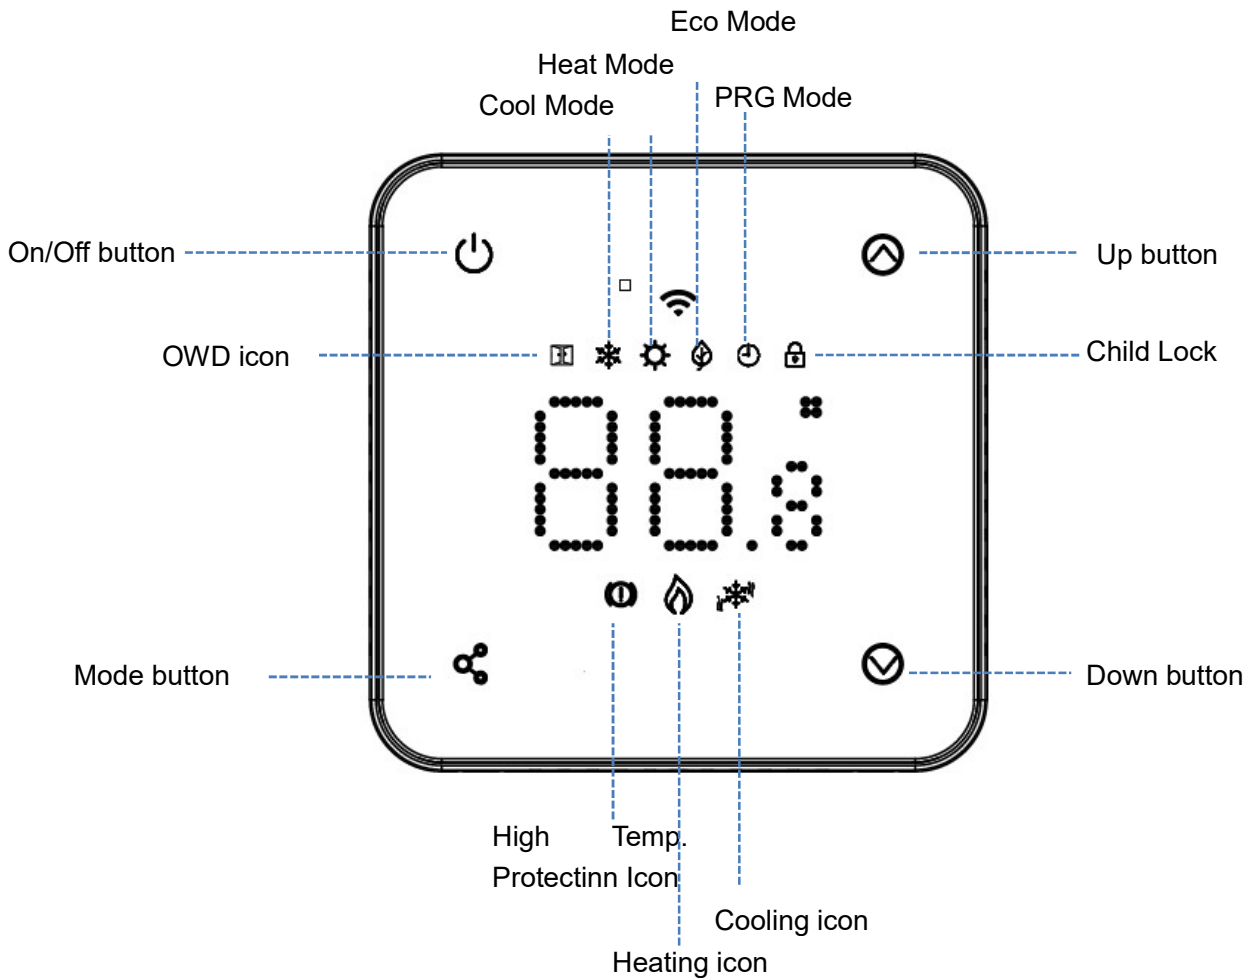 Eco Mode
Heat Mode
Cool Mode
PRG Mode
On/Off button
Up button
OWD icon
Child Lock
88.8
Mode button
Down button
High Temp.
Protectinn Icon
Cooling icon
Heating icon